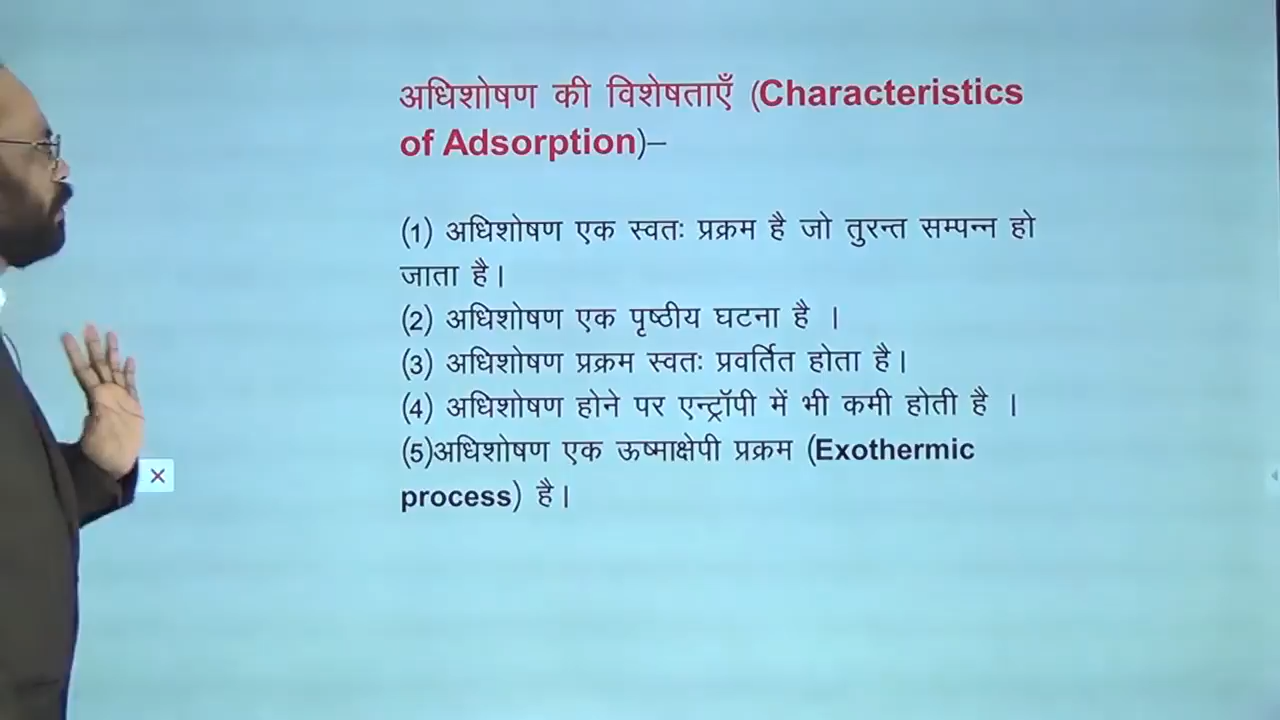 अधिशोषण की विशेषताएँ (Characteristics
of Adsorption)–
(1) अधिशोषण एक स्वतः प्रक्रम है जो तुरन्त सम्पन्न हो
जाता है।
(2) अधिशोषण एक पृष्ठीय घटना है ।
(3) अधिशोषण प्रक्रम स्वतः प्रवर्तित होता है।
(4) अधिशोषण होने पर एन्ट्रॉपी में भी कमी होती है ।
(5)अधिशोषण एक ऊष्माक्षेपी प्रक्रम (Exothermic
process) है।